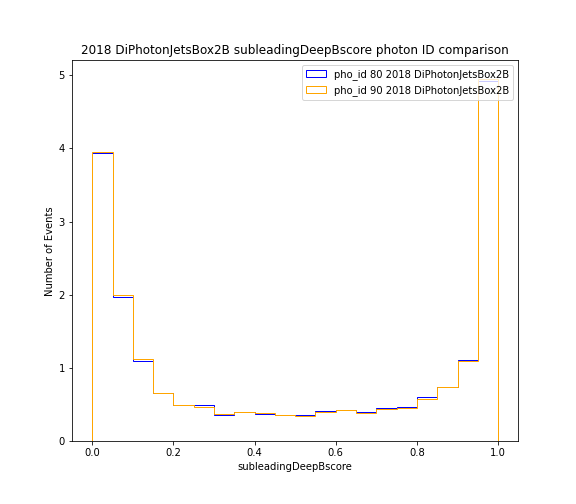 2018 DiPhotonJetsBox2B subleadingDeepBscore photon ID comparison
pho_id 80 2018 DiPhotonJetsBox2B
pho_id 90 2018 DiPhotonJetsBox2B
Number of Events
5
4
3
2
1
0
0.0 0.2 0.4 0.6 0.8 1.0
subleadingDeepBscore